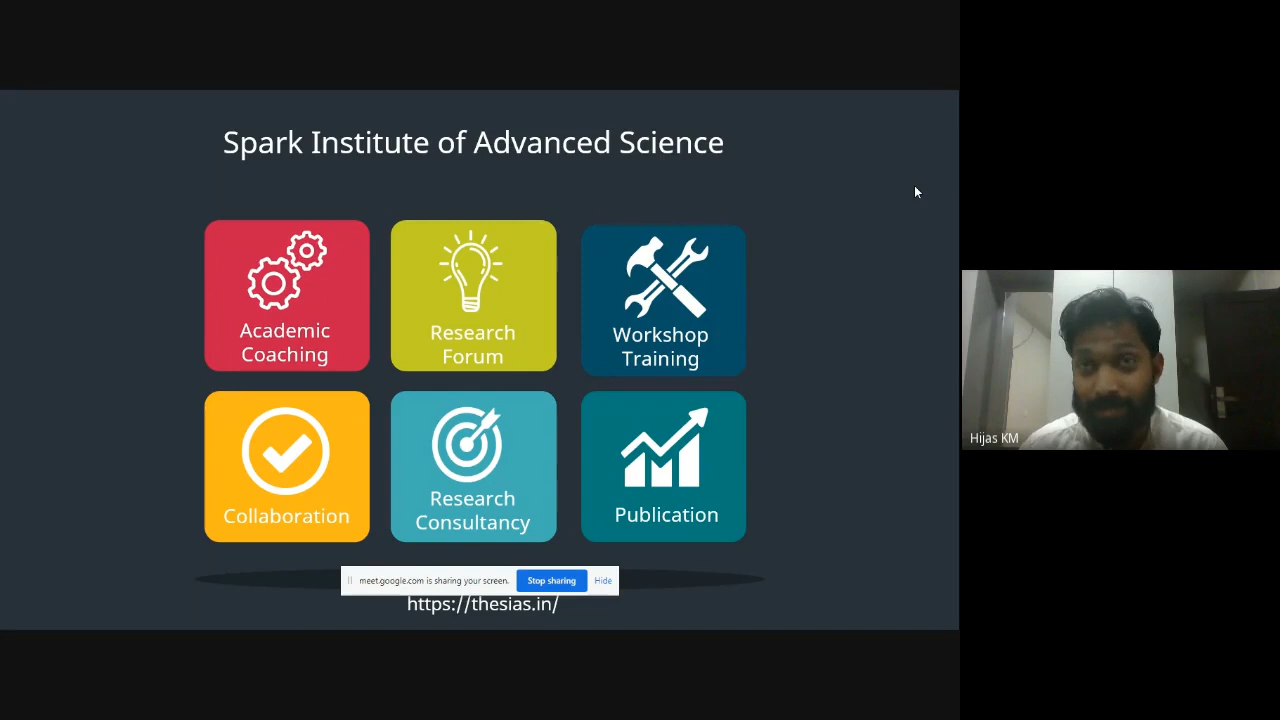 Spark Institute of Advanced Science
Academic
Coaching
Research
Forum
Workshop
Training
Collaboration
Research
Consultancy
Publication
meet.google.com is sharing your screen.
Stop sharing
Hide
https://thesias.in/
Hijas KM